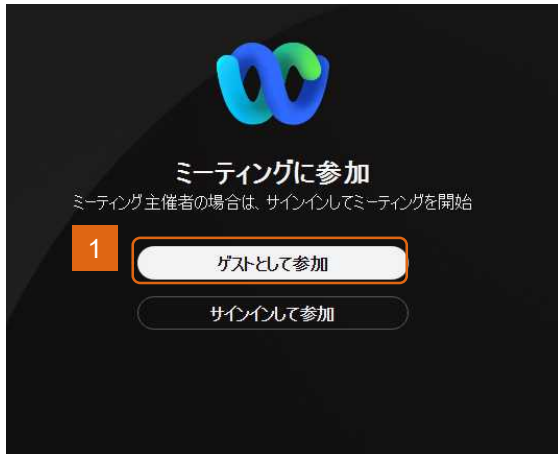 ミーティングに参加
ミーティング主催者の場合は、サインインしてミーティングを開始
1
ゲストとして参加
サインインして参加